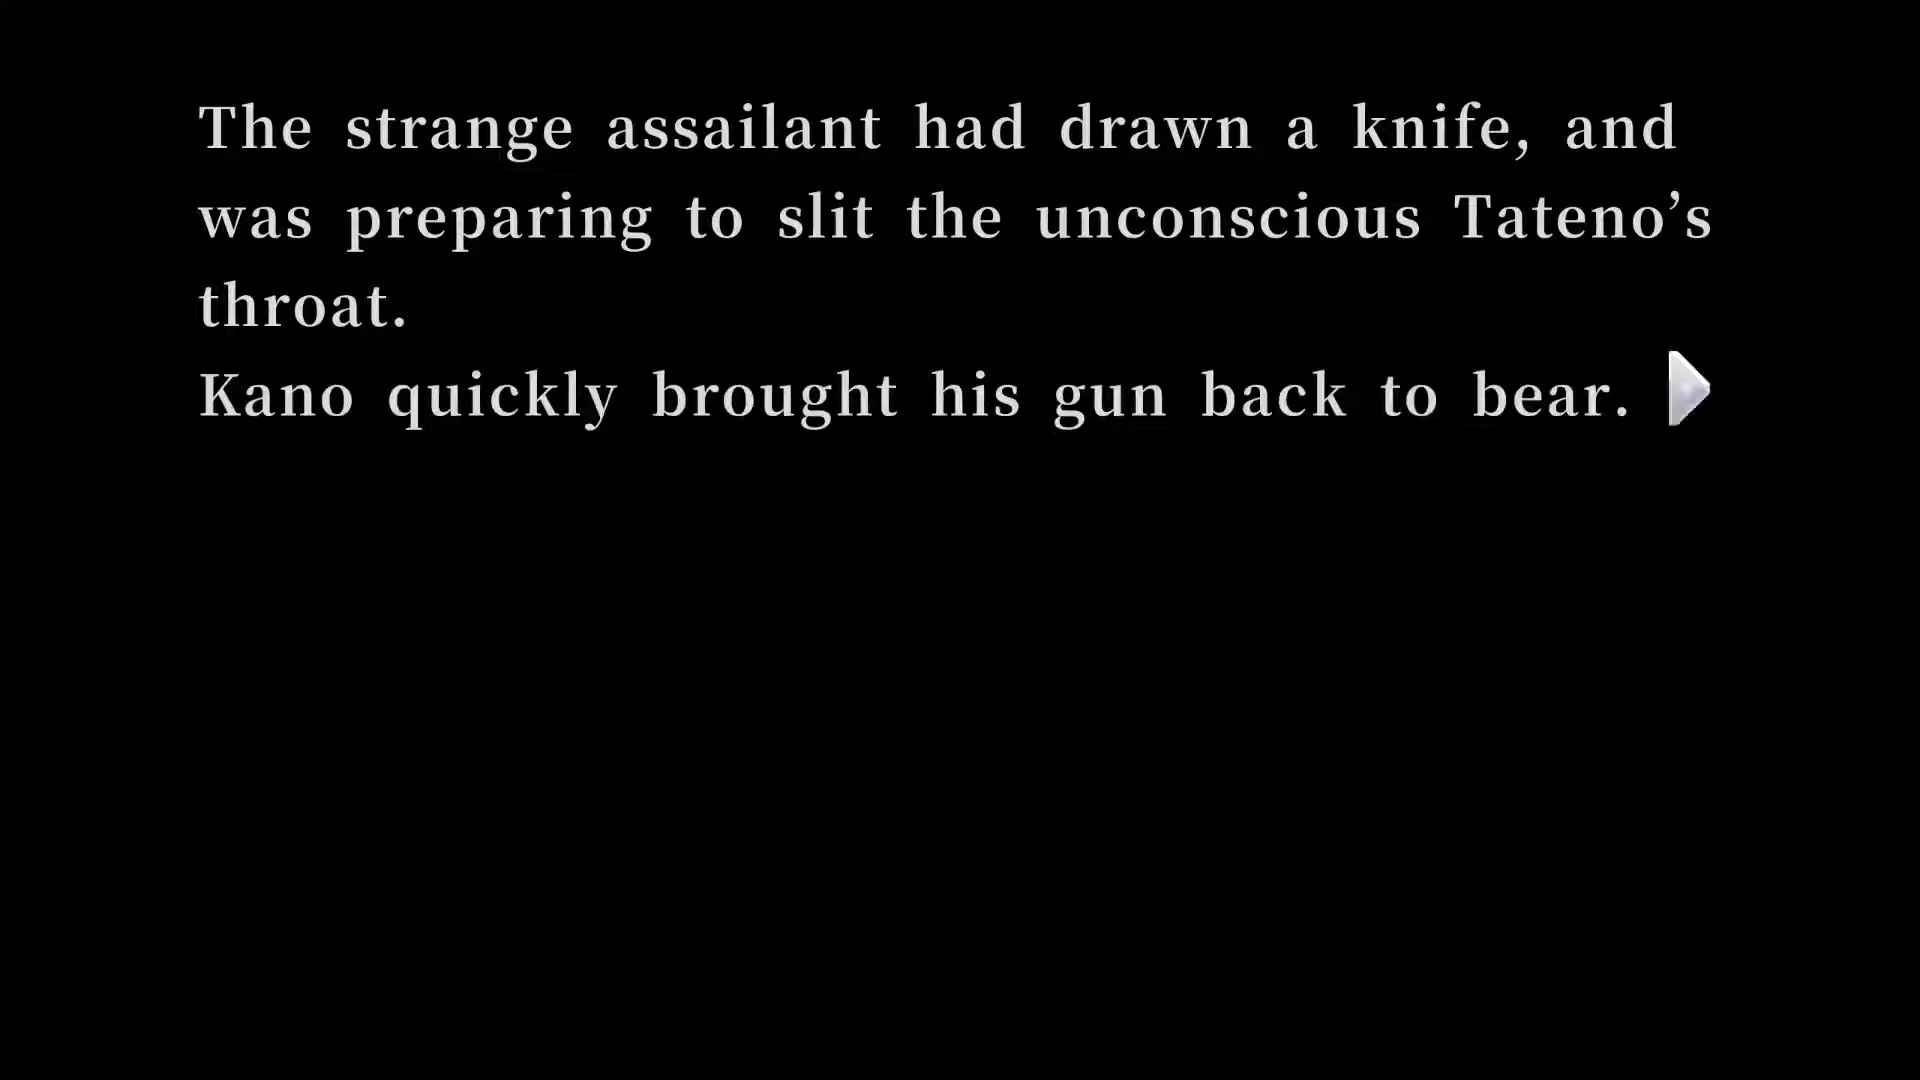 The strange assailant had drawn a knife, and
was preparing to slit the unconscious Tateno’s
throat.
Kano quickly brought his gun back to bear.